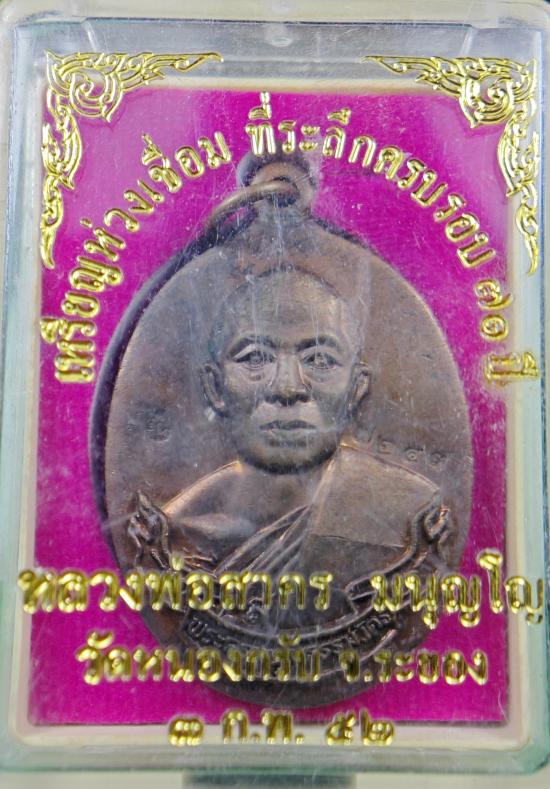 เหรียญห่วงเชื่อม ที่ระลึกครบรอบ ๗๑ ปี
หลวงพ่อสาคร มนุญโญ
วัดหนองกรับ จ.ระยอง
๓ ก.พ. ๕๒